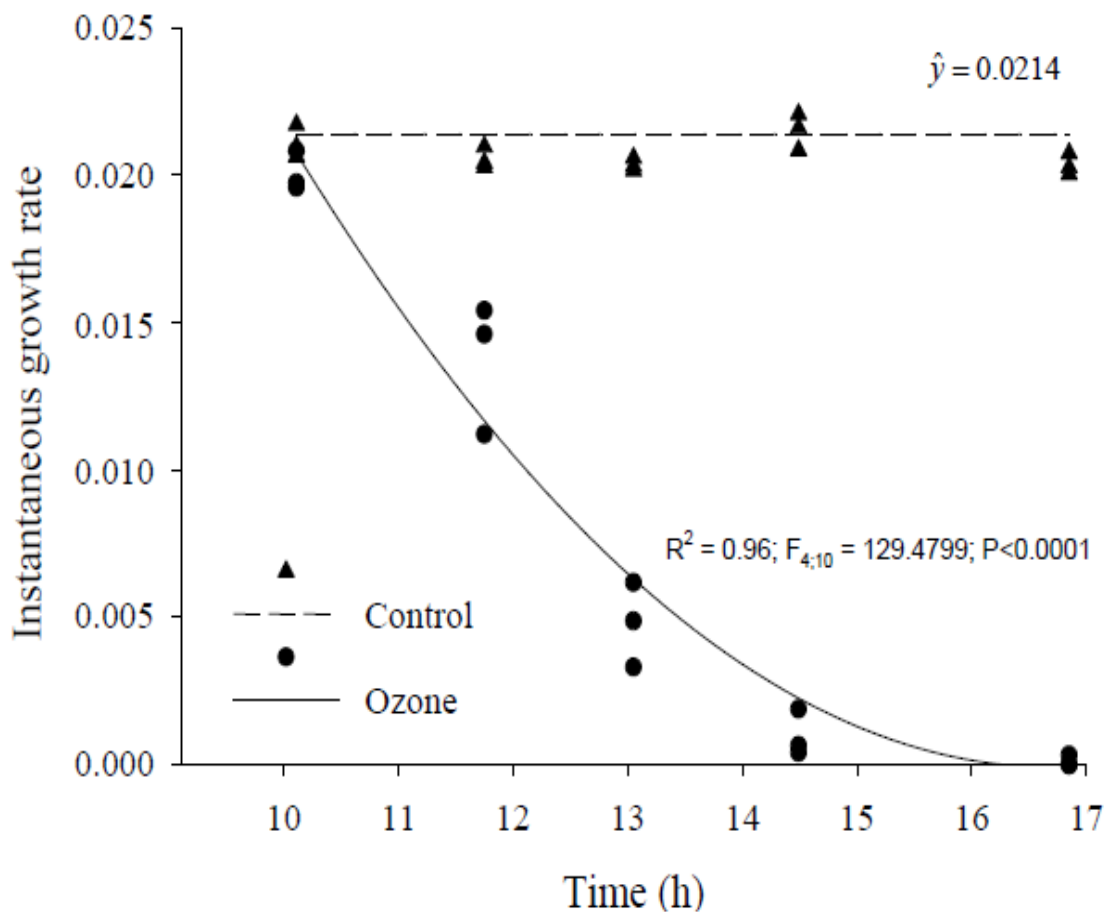 Instantaneous growth rate
0.025
0.020
0.015
0.010
0.005
0.000
ŷ = 0.0214
R² = 0.96; F₄;₁₀ = 129.4799; P<0.0001
Control
Ozone
10 11 12 13 14 15 16 17
Time (h)